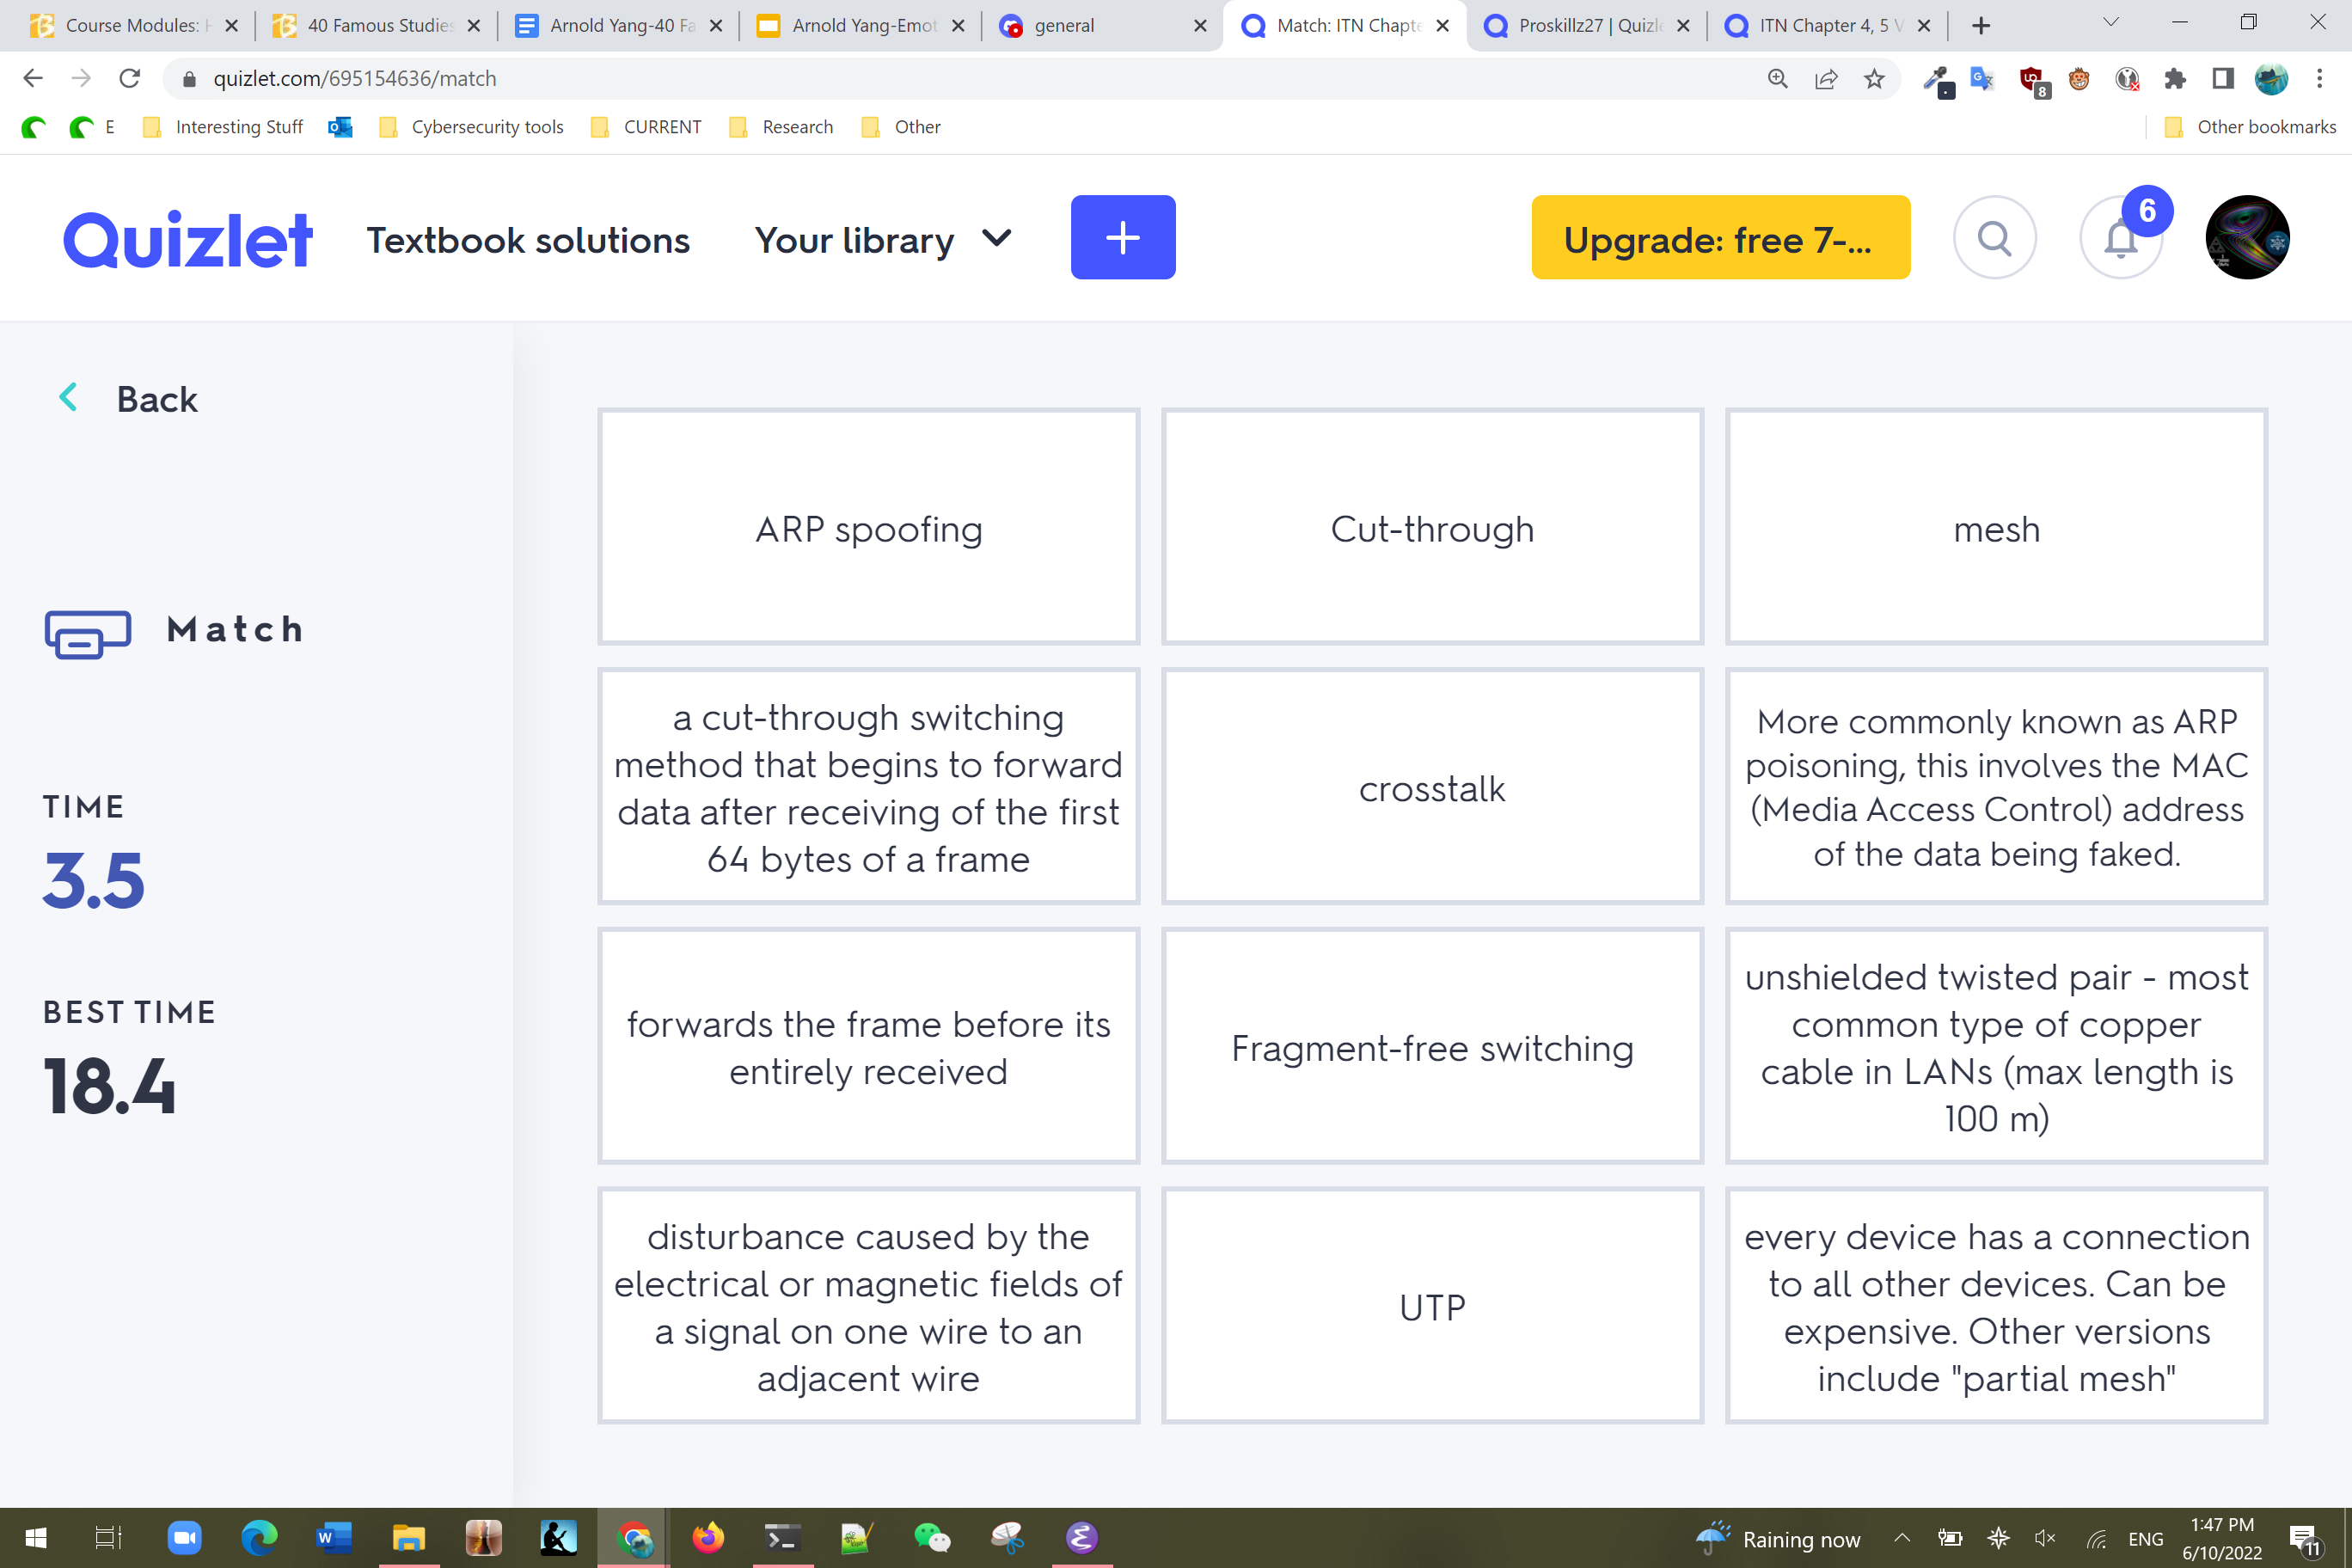 Course Modules: H
40 Famous Studies
Arnold Yang-40 Fa
Arnold Yang-Emot
general
Match: ITN Chapte
Proskillz27 | Quizle
ITN Chapter 4, 5 V
quizlet.com/695154636/match
8
E
Interesting Stuff
Cybersecurity tools
CURRENT
Research
Other
Other bookmarks
Quizlet
Textbook solutions
Your library
Upgrade: free 7-...
6
Back
Match
TIME
3.5
BEST TIME
18.4
ARP spoofing
Cut-through
mesh
a cut-through switching
method that begins to forward
data after receiving of the first
64 bytes of a frame
crosstalk
More commonly known as ARP
poisoning, this involves the MAC
(Media Access Control) address
of the data being faked.
forwards the frame before its
entirely received
Fragment-free switching
unshielded twisted pair - most
common type of copper
cable in LANs (max length is
100 m)
disturbance caused by the
electrical or magnetic fields of
a signal on one wire to an
adjacent wire
UTP
every device has a connection
to all other devices. Can be
expensive. Other versions
include "partial mesh"
Raining now
ENG
1:47 PM
6/10/2022
11